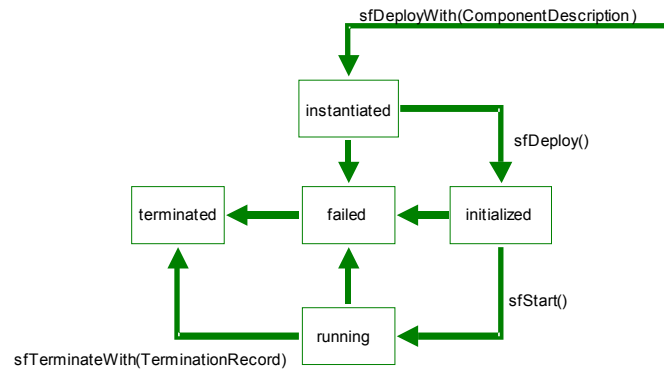 sfDeployWith(ComponentDescription )
instantiated
sfDeploy()
terminated
failed
initialized
sfStart()
running
sfTerminateWith(TerminationRecord)